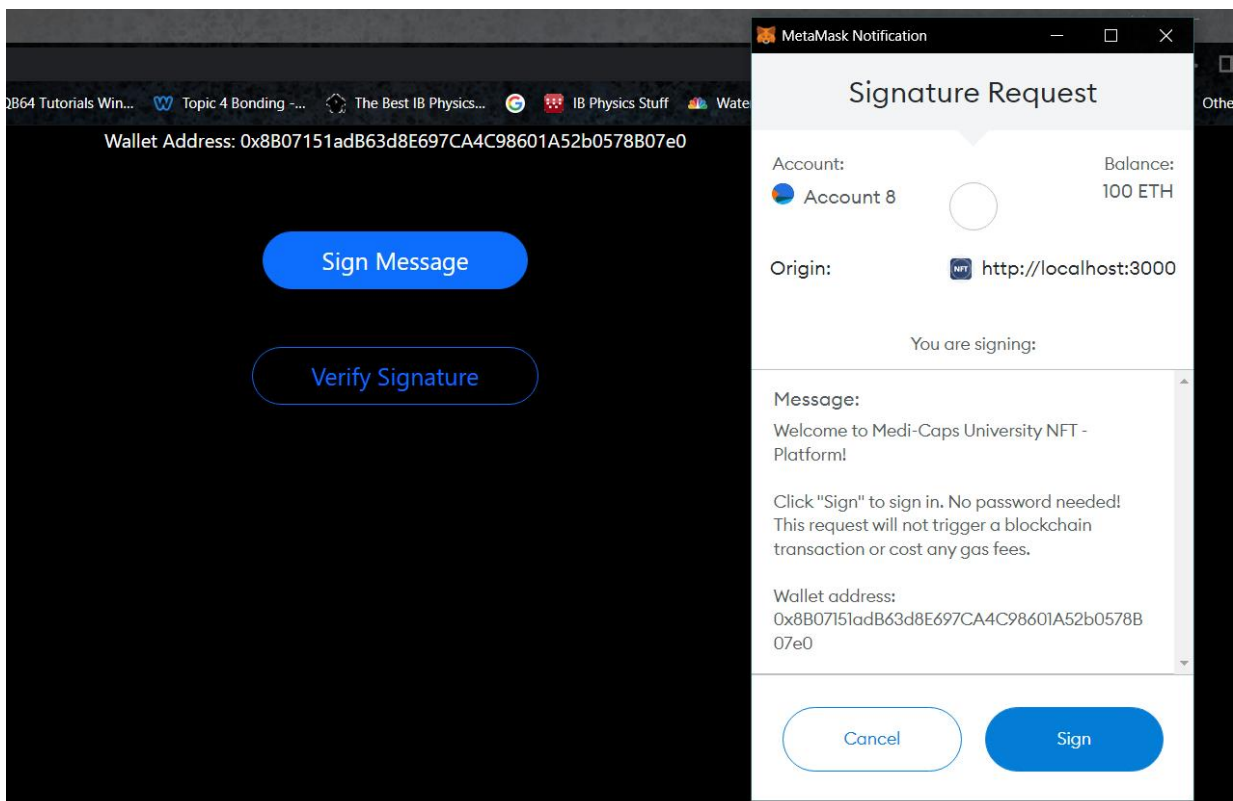 MetaMask Notification
QB64 Tutorials Win... Topic 4 Bonding -... The Best IB Physics... IB Physics Stuff Wate
Othe
Wallet Address: 0x8B07151adB63d8E697CA4C98601A52b0578B07e0
Sign Message
Verify Signature
Signature Request
Account:
Account 8
Balance:
100 ETH
Origin:
NFT http://localhost:3000
You are signing:
Message:
Welcome to Medi-Caps University NFT -
Platform!
Click "Sign" to sign in. No password needed!
This request will not trigger a blockchain
transaction or cost any gas fees.
Wallet address:
0x8B07151adB63d8E697CA4C98601A52b0578B
07e0
Cancel
Sign